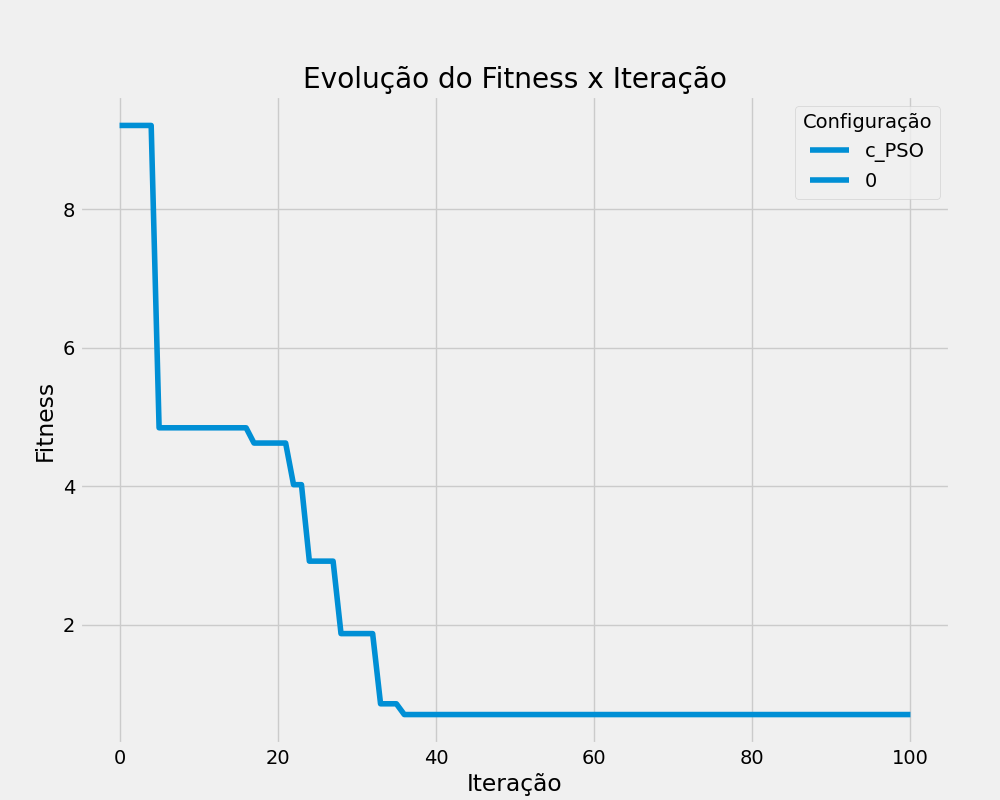 Evolução do Fitness x Iteração
Configuração
c_PSO
0
8
6
4
2
Fitness
0 20 40 60 80 100
Iteração